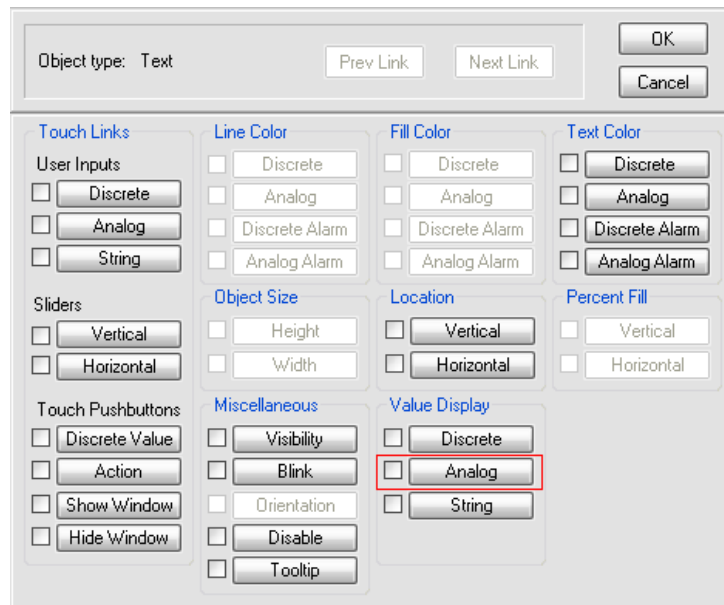 Object type: Text
Prev Link
Next Link
OK
Cancel
Touch Links
User Inputs
Discrete
Analog
String
Sliders
Vertical
Horizontal
Touch Pushbuttons
Discrete Value
Action
Show Window
Hide Window
Line Color
Discrete
Analog
Discrete Alarm
Analog Alarm
Object Size
Height
Width
Miscellaneous
Visibility
Blink
Orientation
Disable
Tooltip
Fill Color
Discrete
Analog
Discrete Alarm
Analog Alarm
Location
Vertical
Horizontal
Value Display
Discrete
Analog
String
Text Color
Discrete
Analog
Discrete Alarm
Analog Alarm
Percent Fill
Vertical
Horizontal